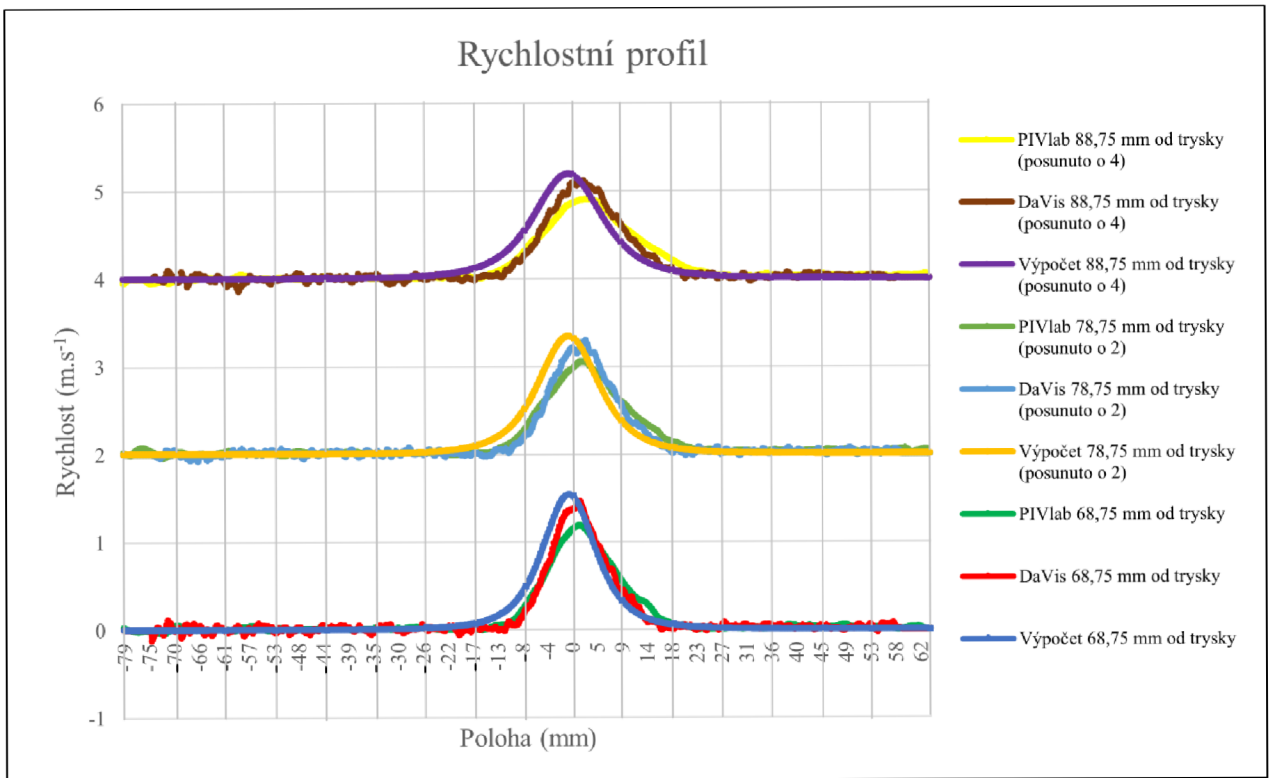 Rychlostní profil
6
5
4
3
2
1
0
-1
Rychlost (m.s-1)
-79 -75 -70 -66 -61 -57 -53 -48 -44 -39 -35 -30 -26 -22 -17 -13 -8 -4 0 5 9 14 18 23 27 31 36 40 45 49 53 58 62
Poloha (mm)
PIVlab 88,75 mm od trysky
(posunuto o 4)
DaVis 88,75 mm od trysky
(posunuto o 4)
Výpočet 88,75 mm od trysky
(posunuto o 4)
PIVlab 78,75 mm od trysky
(posunuto o 2)
DaVis 78,75 mm od trysky
(posunuto o 2)
Výpočet 78,75 mm od trysky
(posunuto o 2)
PIVlab 68,75 mm od trysky
DaVis 68,75 mm od trysky
Výpočet 68,75 mm od trysky